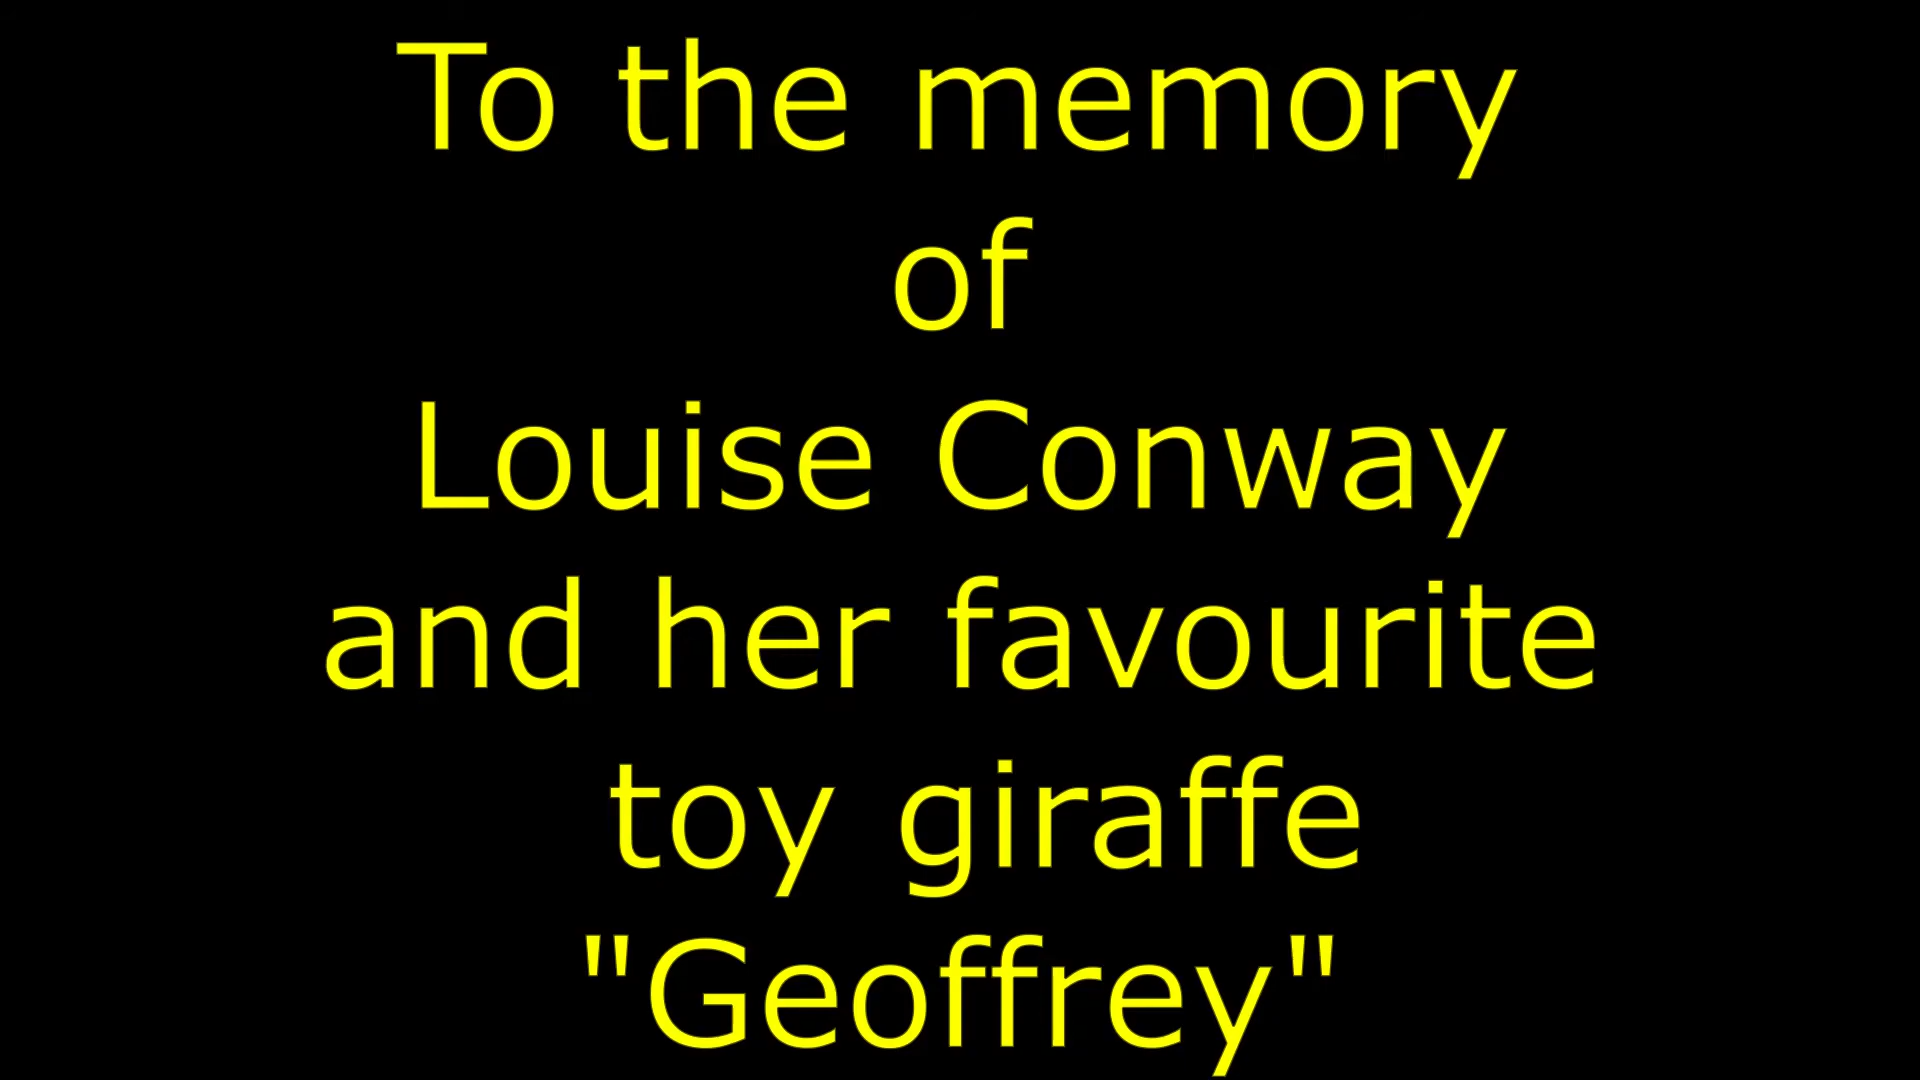 To the memory
of
Louise Conway
and her favourite
toy giraffe
"Geoffrey"